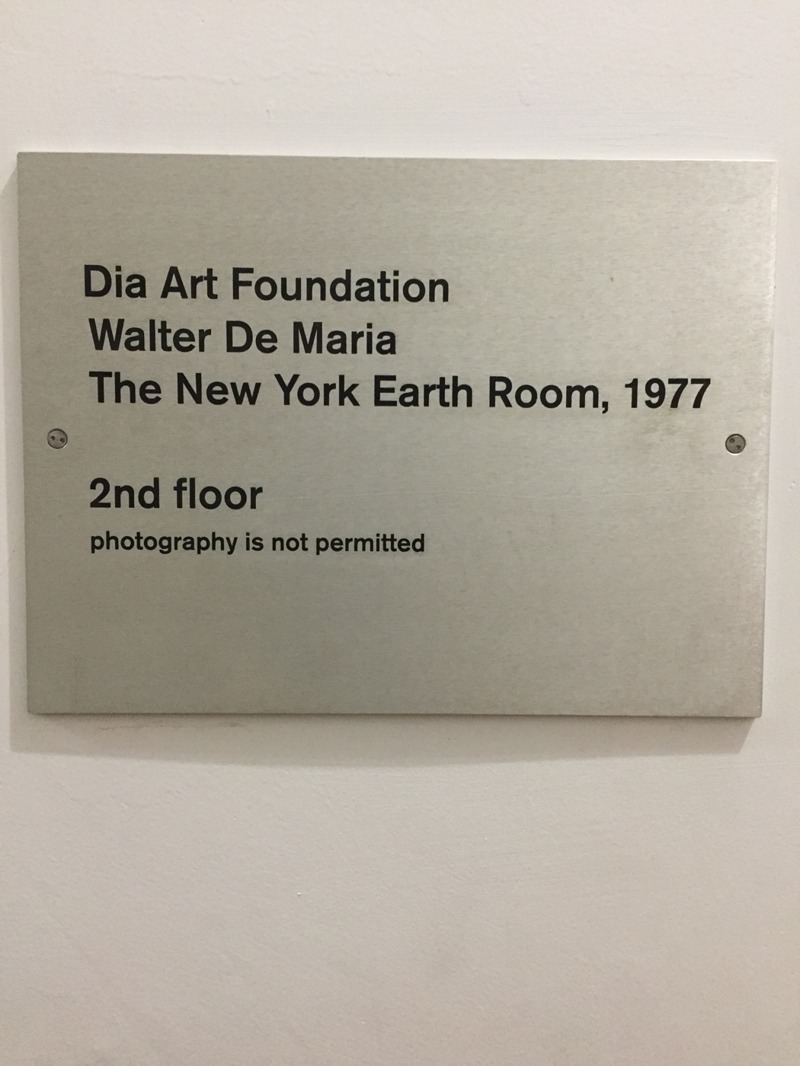 Dia Art Foundation
Walter De Maria
The New York Earth Room, 1977
2nd floor
photography is not permitted